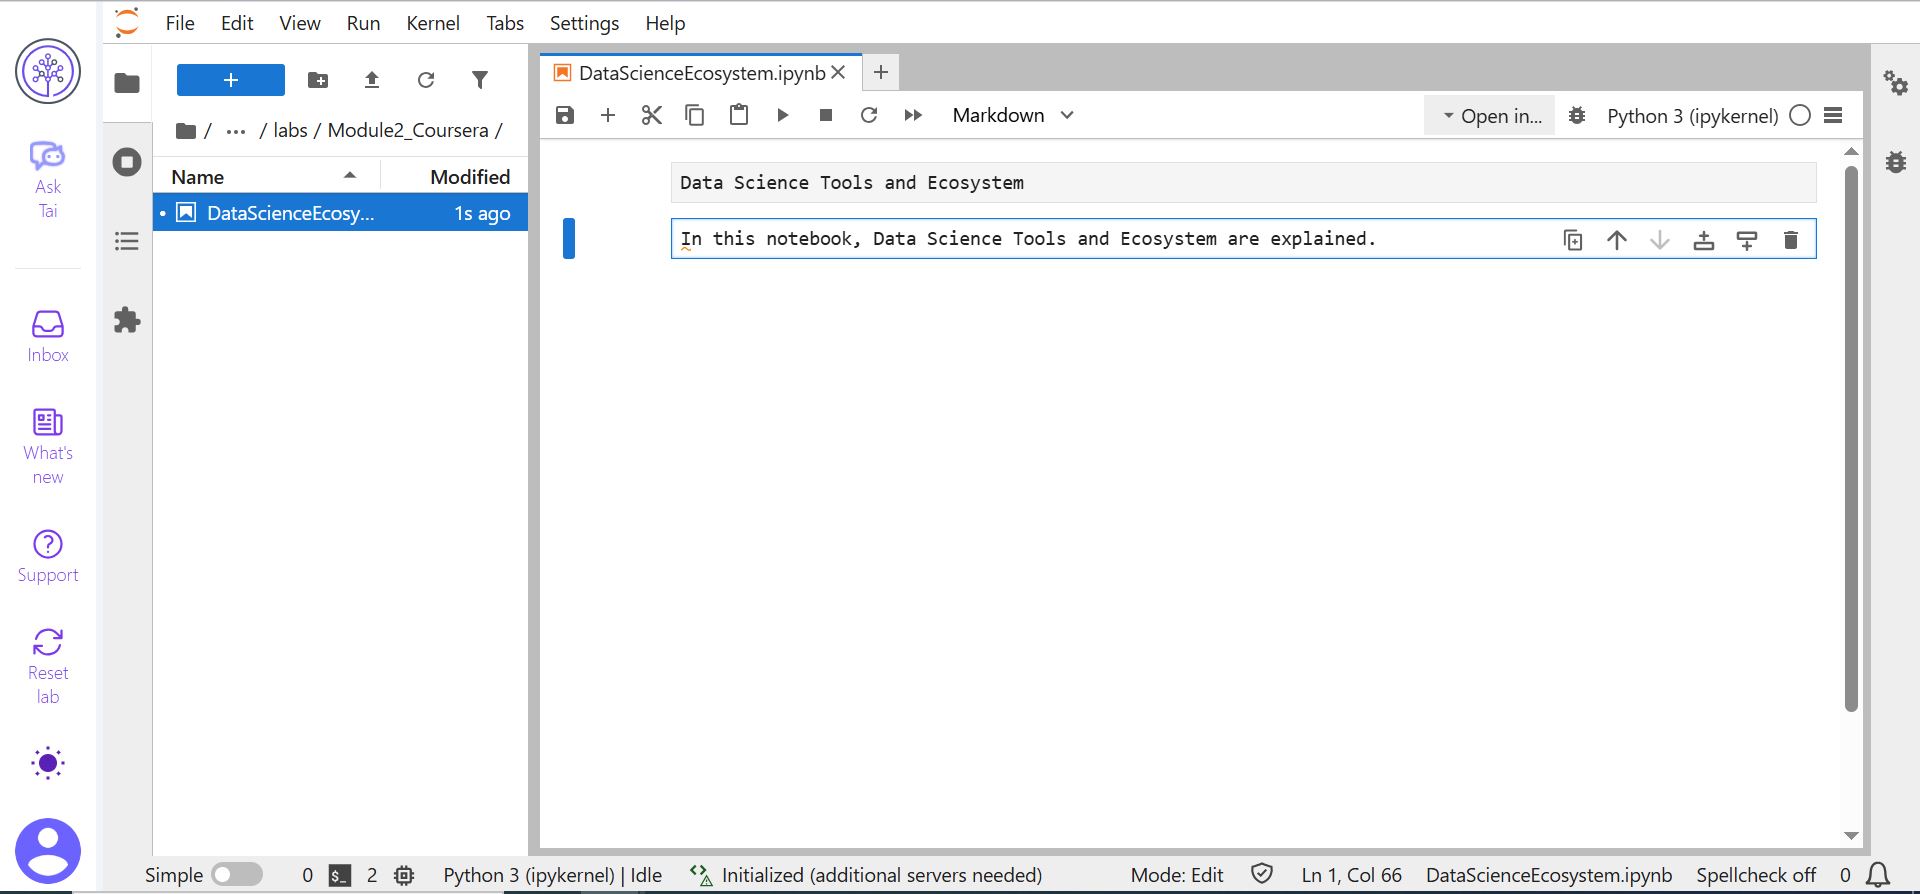 File Edit View Run Kernel Tabs Settings Help
Ask
Tai
Inbox
What's
new
Support
Reset
lab
+
/ ··· / labs / Module2_Coursera /
Name Modified
• DataScienceEcosy... 1s ago
DataScienceEcosystem.ipynb
Markdown
Open in...
Python 3 (ipykernel)
Data Science Tools and Ecosystem
In this notebook, Data Science Tools and Ecosystem are explained.
Simple 0 $_ 2 Python 3 (ipykernel) | Idle Initialized (additional servers needed) Mode: Edit Ln 1, Col 66 DataScienceEcosystem.ipynb Spellcheck off 0